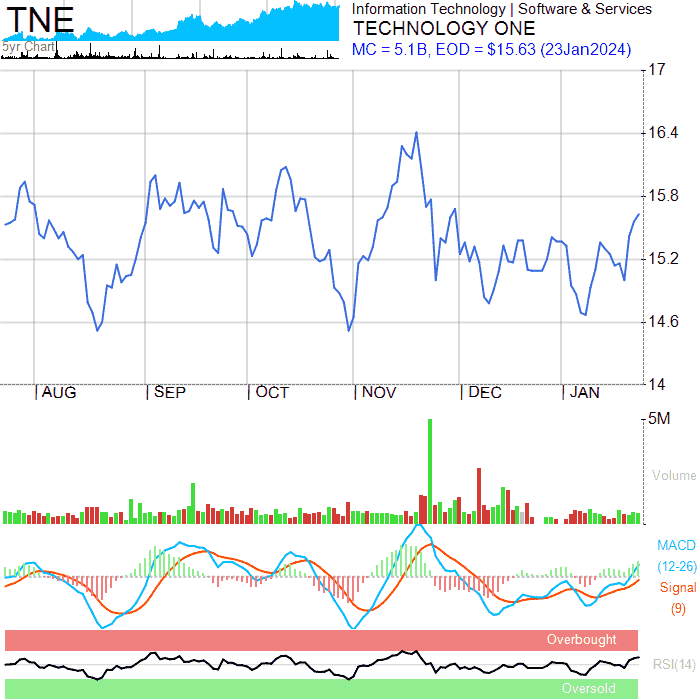 TNE
5yr Chart
Information Technology | Software & Services
TECHNOLOGY ONE
MC = 5.1B, EOD = $15.63 (23Jan2024)
17
16.4
15.8
15.2
14.6
14
AUG SEP OCT NOV DEC JAN
5M
Volume
MACD
(12-26)
Signal
(9)
Overbought
RSI(14)
Oversold